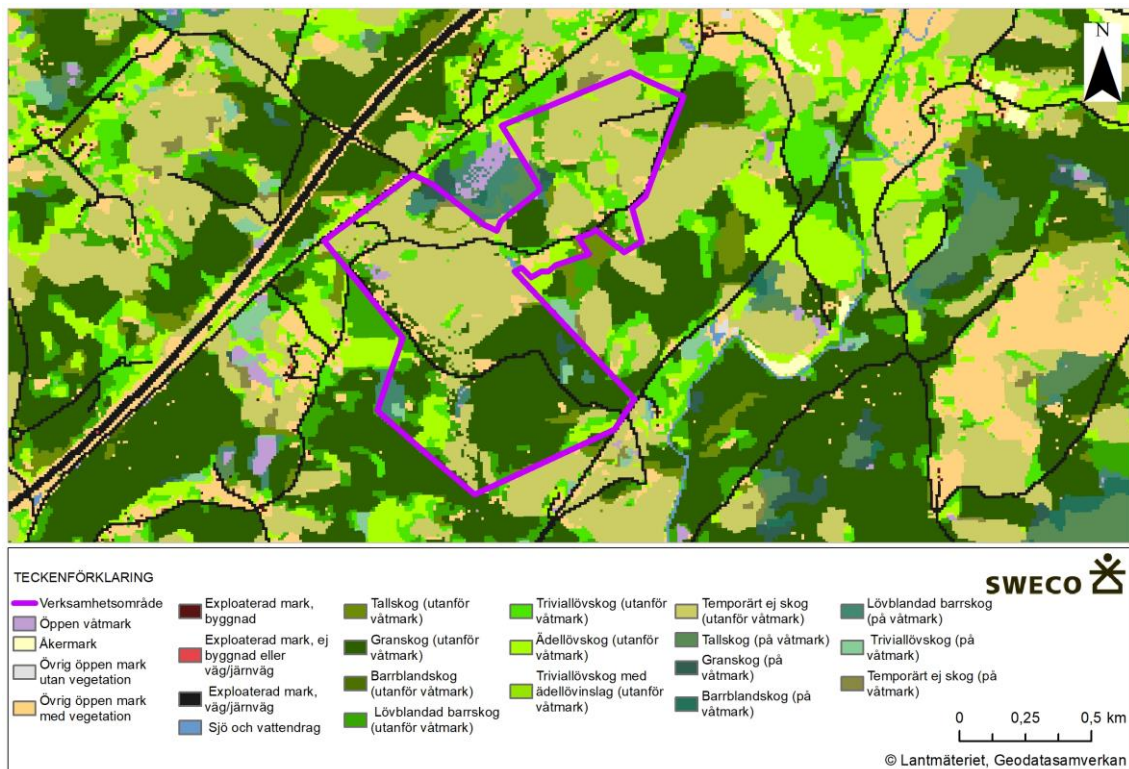 N
TECKENFÖRKLARING
SWECO
Verksamhetsområde
Öppen våtmark
Åkermark
Övrig öppen mark
utan vegetation
Övrig öppen mark
med vegetation
Exploaterad mark,
byggnad
Exploaterad mark, ej
byggnad eller
väg/järnväg
Exploaterad mark,
väg/järnväg
Sjö och vattendrag
Tallskog (utanför
våtmark)
Granskog (utanför
våtmark)
Barrblandskog
(utanför våtmark)
Lövblandad barrskog
(utanför våtmark)
Triviallövskog (utanför
våtmark)
Ädellövskog (utanför
våtmark)
Triviallövskog med
ädellövinslag (utanför
våtmark)
Temporärt ej skog
(utanför våtmark)
Tallskog (på våtmark)
Granskog (på
våtmark)
Barrblandskog (på
våtmark)
Lövblandad barrskog
(på våtmark)
Triviallövskog (på
våtmark)
Temporärt ej skog (på
våtmark)
0 0,25 0,5 km
© Lantmäteriet, Geodatasamverkan